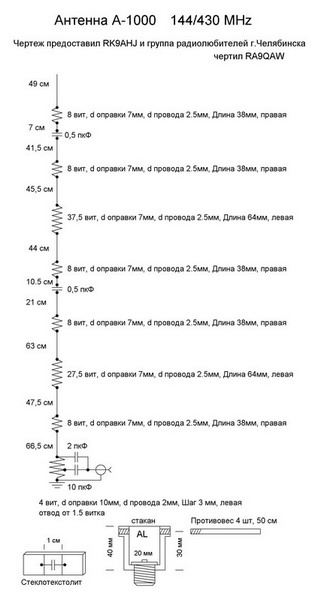 Антенна А-1000 144/430 MHz
Чертеж предоставил RK9AHJ и группа радиолюбителей г.Челябинска
чертил RA9QAW
49 см
8 вит, d оправки 7мм, d провода 2.5мм, Длина 38мм, правая
7 см
0,5 пкФ
41,5 см
8 вит, d оправки 7мм, d провода 2.5мм, Длина 38мм, правая
45,5 см
37,5 вит, d оправки 7мм, d провода 2.5мм, Длина 64мм, левая
44 см
8 вит, d оправки 7мм, d провода 2.5мм, Длина 38мм, правая
10.5 см
0,5 пкФ
21 см
8 вит, d оправки 7мм, d провода 2.5мм, Длина 38мм, правая
63 см
27,5 вит, d оправки 7мм, d провода 2.5мм, Длина 64мм, левая
47,5 см
8 вит, d оправки 7мм, d провода 2.5мм, Длина 38мм, правая
66,5 см
2 пкФ
10 пкФ
4 вит, d оправки 10мм, d провода 2мм, Шаг 3 мм, левая
отвод от 1.5 витка
стакан
Противовес 4 шт, 50 см
AL
1 см
40 мм
20 мм
30 мм
Стеклотекстолит